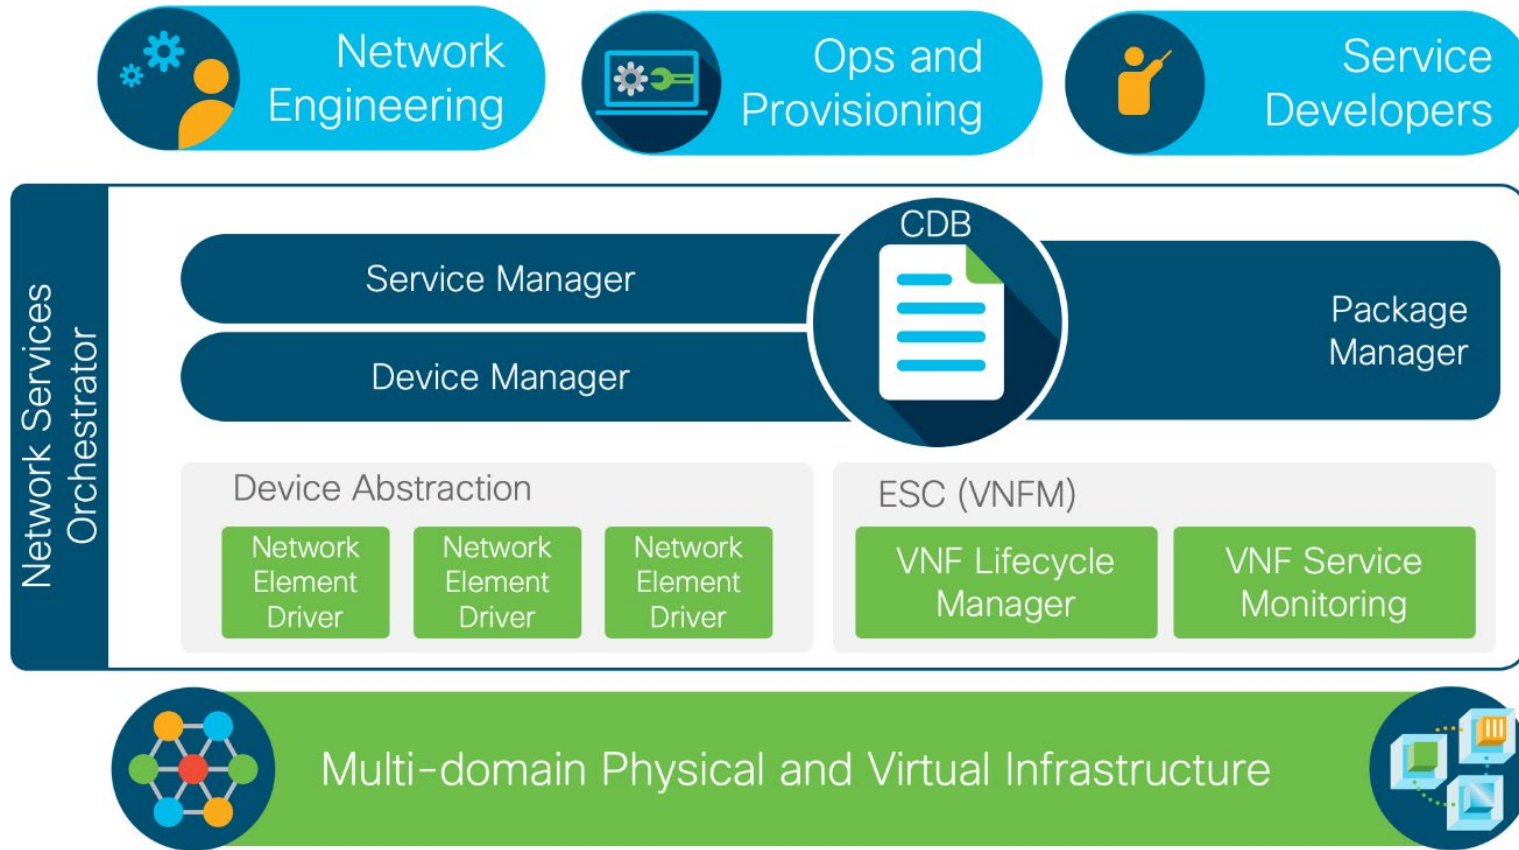 Network
Engineering
Ops and
Provisioning
Service
Developers
Network Services
Orchestrator
CDB
Service Manager
Device Manager
Package
Manager
Device Abstraction
Network
Element
Driver
Network
Element
Driver
Network
Element
Driver
ESC (VNFM)
VNF Lifecycle
Manager
VNF Service
Monitoring
Multi-domain Physical and Virtual Infrastructure